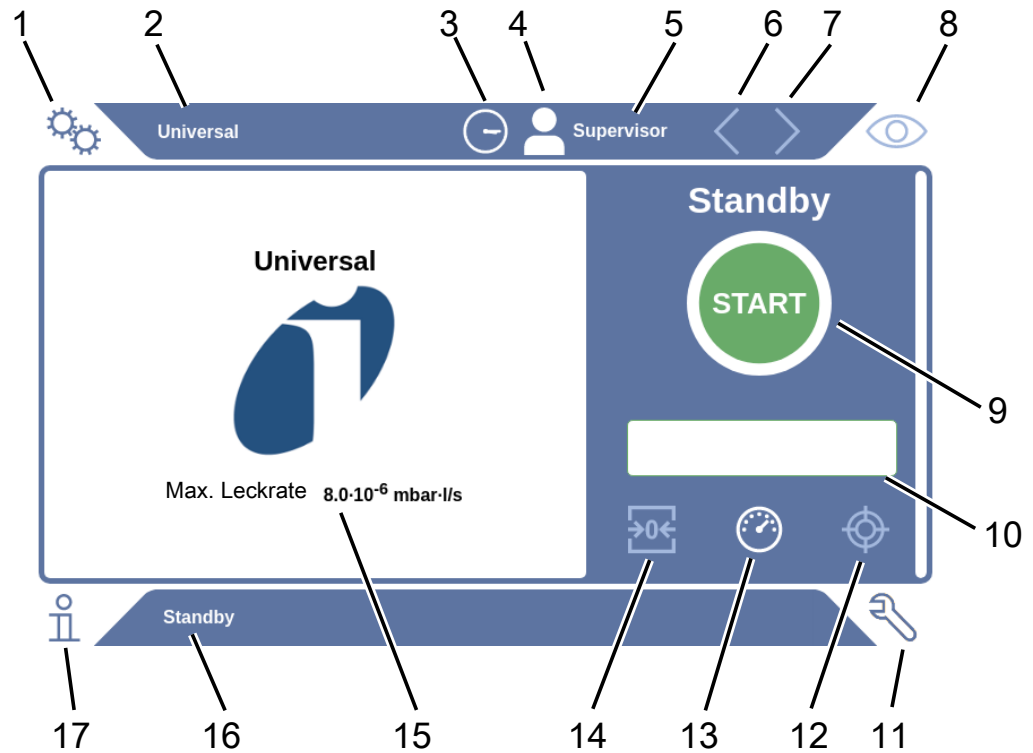 1 2 3 4 5 6 7 8
Universal Supervisor
Standby
START
Universal
9
Max. Leckrate 8.0·10⁻⁶ mbar·l/s
→0←
10
Standby
17 16 15 14 13 12 11